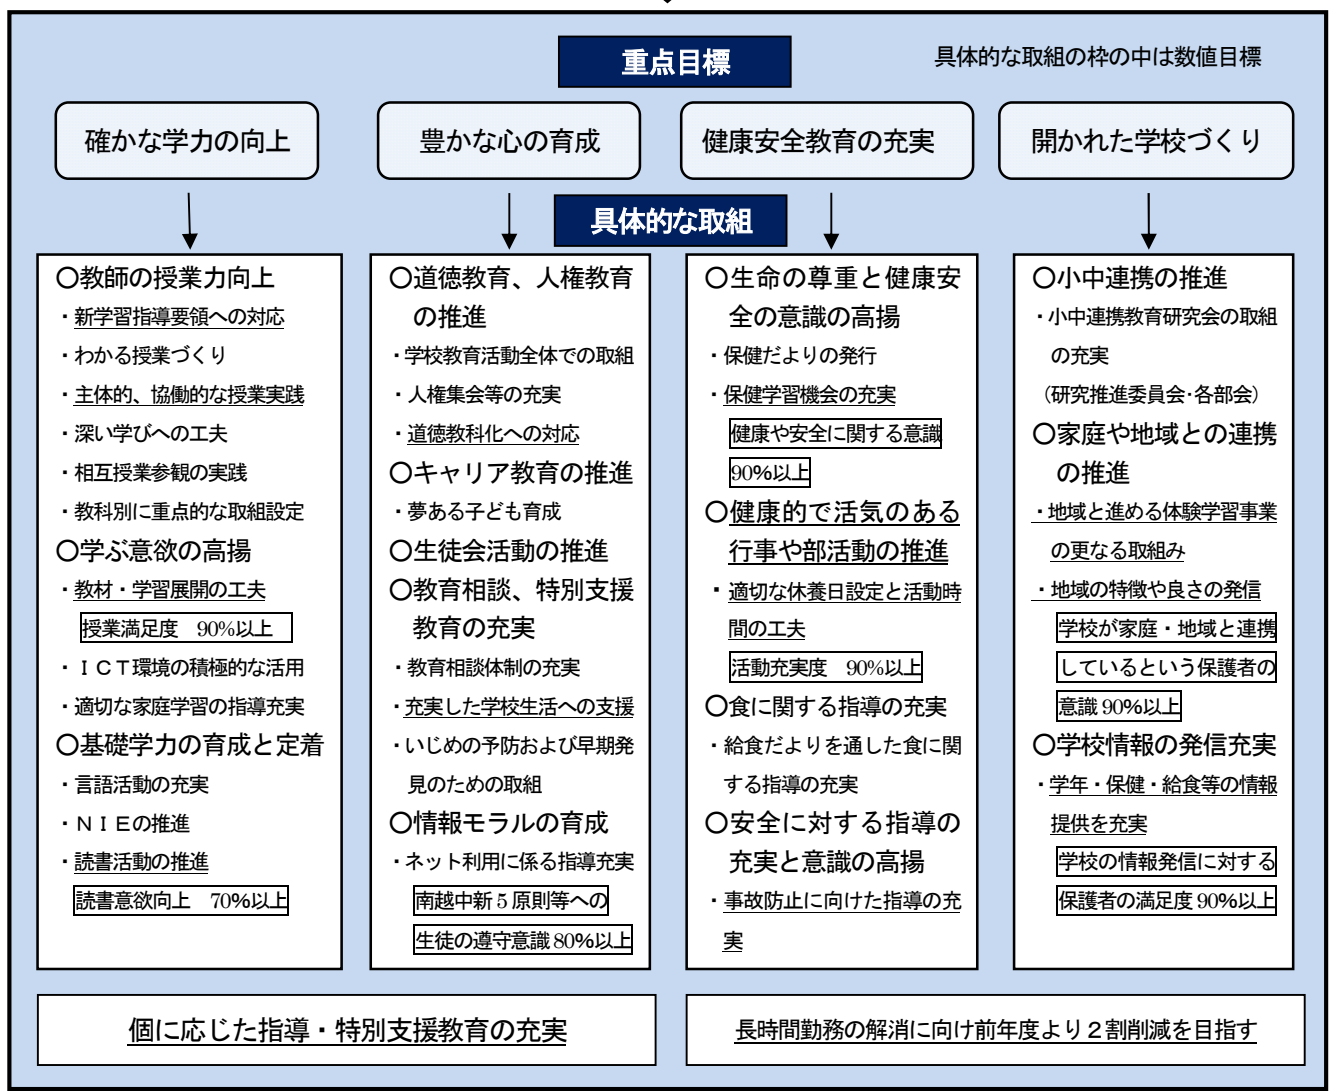 重点目標
具体的な取組の枠の中は数値目標
確かな学力の向上
豊かな心の育成
健康安全教育の充実
開かれた学校づくり
具体的な取組
〇教師の授業力向上
・新学習指導要領への対応
・わかる授業づくり
・主体的、協働的な授業実践
・深い学びへの工夫
・相互授業参観の実践
・教科別に重点的な取組設定
〇学ぶ意欲の高揚
・教材・学習展開の工夫
授業満足度　90%以上
・ＩＣＴ環境の積極的な活用
・適切な家庭学習の指導充実
〇基礎学力の育成と定着
・言語活動の充実
・ＮＩＥの推進
・読書活動の推進
読書意欲向上　70%以上
〇道徳教育、人権教育
の推進
・学校教育活動全体での取組
・人権集会等の充実
・道徳教科化への対応
〇キャリア教育の推進
・夢ある子ども育成
〇生徒会活動の推進
〇教育相談、特別支援
教育の充実
・教育相談体制の充実
・充実した学校生活への支援
・いじめの予防および早期発
見のための取組
〇情報モラルの育成
・ネット利用に係る指導充実
南越中新５原則等への
生徒の遵守意識 80%以上
〇生命の尊重と健康安
全の意識の高揚
・保健だよりの発行
・保健学習機会の充実
健康や安全に関する意識
90%以上
〇健康的で活気のある
行事や部活動の推進
・適切な休養日設定と活動時
間の工夫
活動充実度　90%以上
〇食に関する指導の充実
・給食だよりを通した食に関
する指導の充実
〇安全に対する指導の
充実と意識の高揚
・事故防止に向けた指導の充
実
〇小中連携の推進
・小中連携教育研究会の取組
の充実
（研究推進委員会・各部会）
〇家庭や地域との連携
の推進
・地域と進める体験学習事業
の更なる取組み
・地域の特徴や良さの発信
学校が家庭・地域と連携
しているという保護者の
意識 90%以上
〇学校情報の発信充実
・学年・保健・給食等の情報
提供を充実
学校の情報発信に対する
保護者の満足度 90%以上
個に応じた指導・特別支援教育の充実
長時間勤務の解消に向け前年度より２割削減を目指す